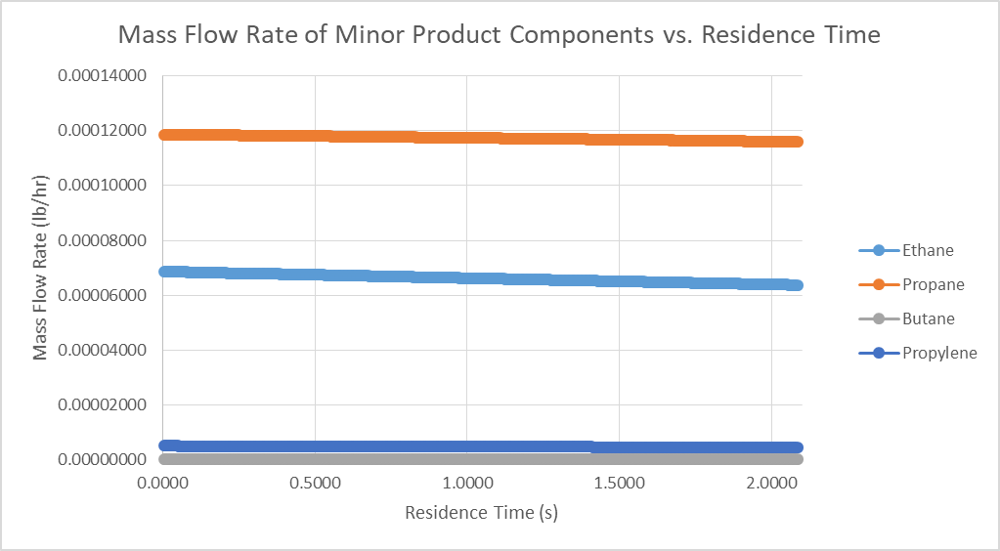 Mass Flow Rate of Minor Product Components vs. Residence Time
0.00014000
0.00012000
0.00010000
0.00008000
0.00006000
0.00004000
0.00002000
0.00000000
Mass Flow Rate (lb/hr)
0.0000 0.5000 1.0000 1.5000 2.0000
Residence Time (s)
Ethane
Propane
Butane
Propylene